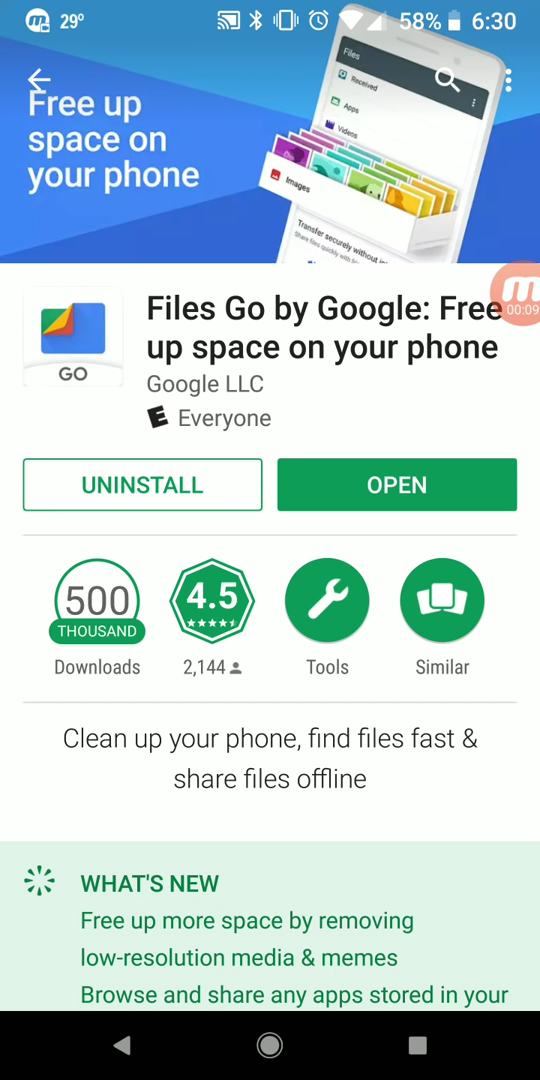 29° 58% 6:30
Free up
space on
your phone
Files
Received
Apps
Videos
Images
Files Go by Google: Free
up space on your phone
00:09
GO
Google LLC
E Everyone
UNINSTALL OPEN
500 4.5
THOUSAND
Downloads 2,144 Tools Similar
Clean up your phone, find files fast &
share files offline
WHAT'S NEW
Free up more space by removing
low-resolution media & memes
Browse and share any apps stored in your